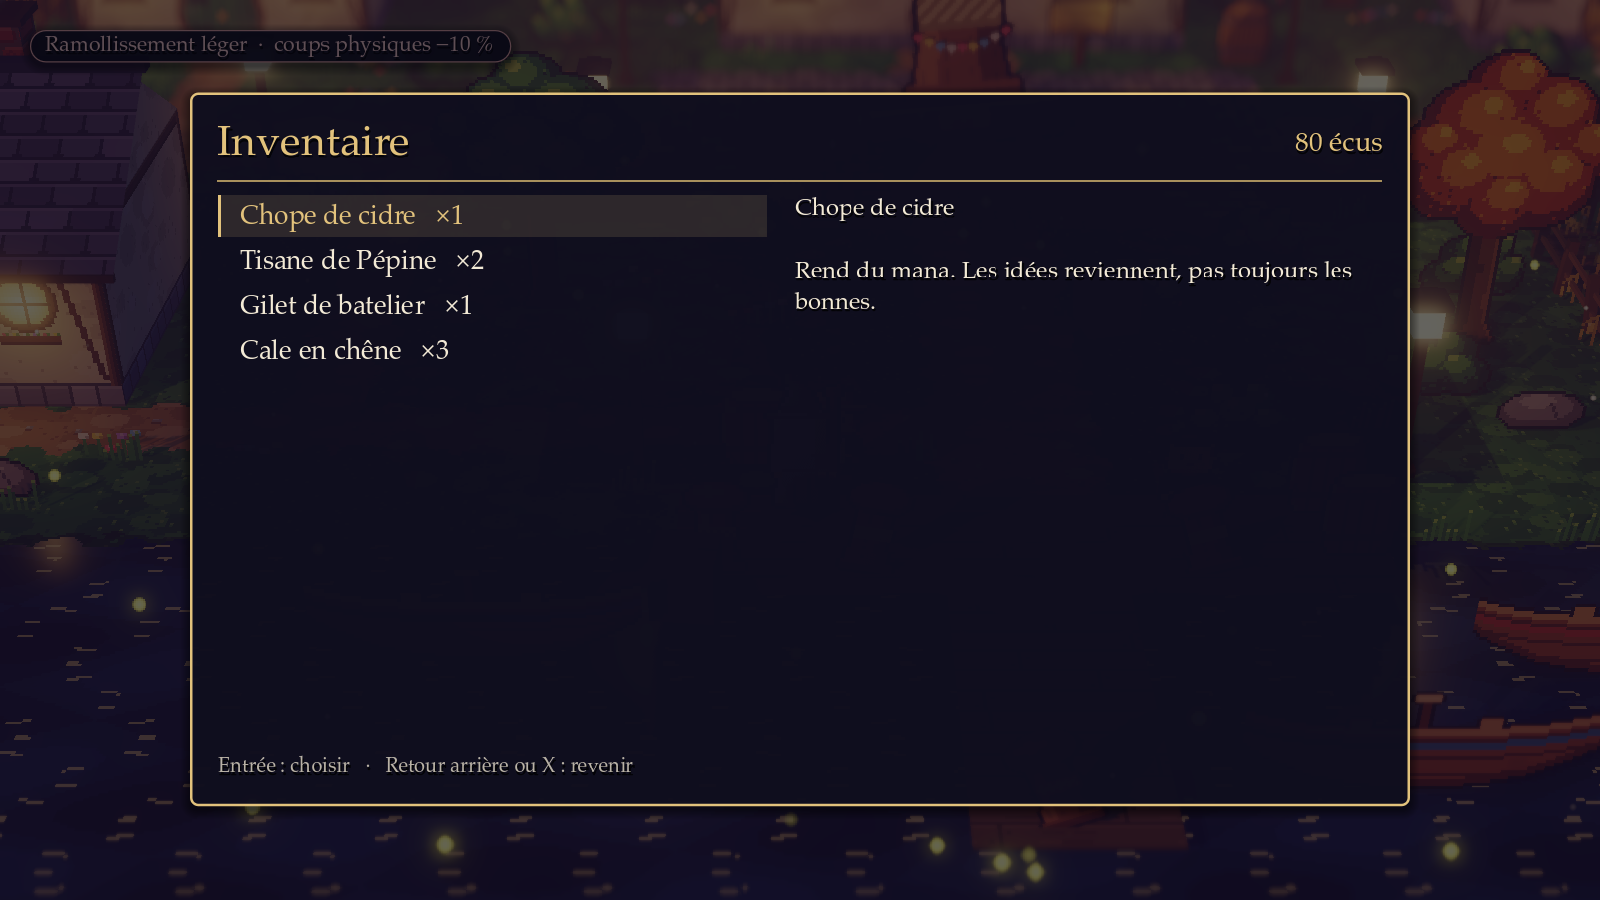 Ramollissement léger · coups physiques −10 %
Inventaire
80 écus
Chope de cidre ×1
Tisane de Pépine ×2
Gilet de batelier ×1
Cale en chêne ×3
Chope de cidre
Rend du mana. Les idées reviennent, pas toujours les
bonnes.
Entrée : choisir · Retour arrière ou X : revenir